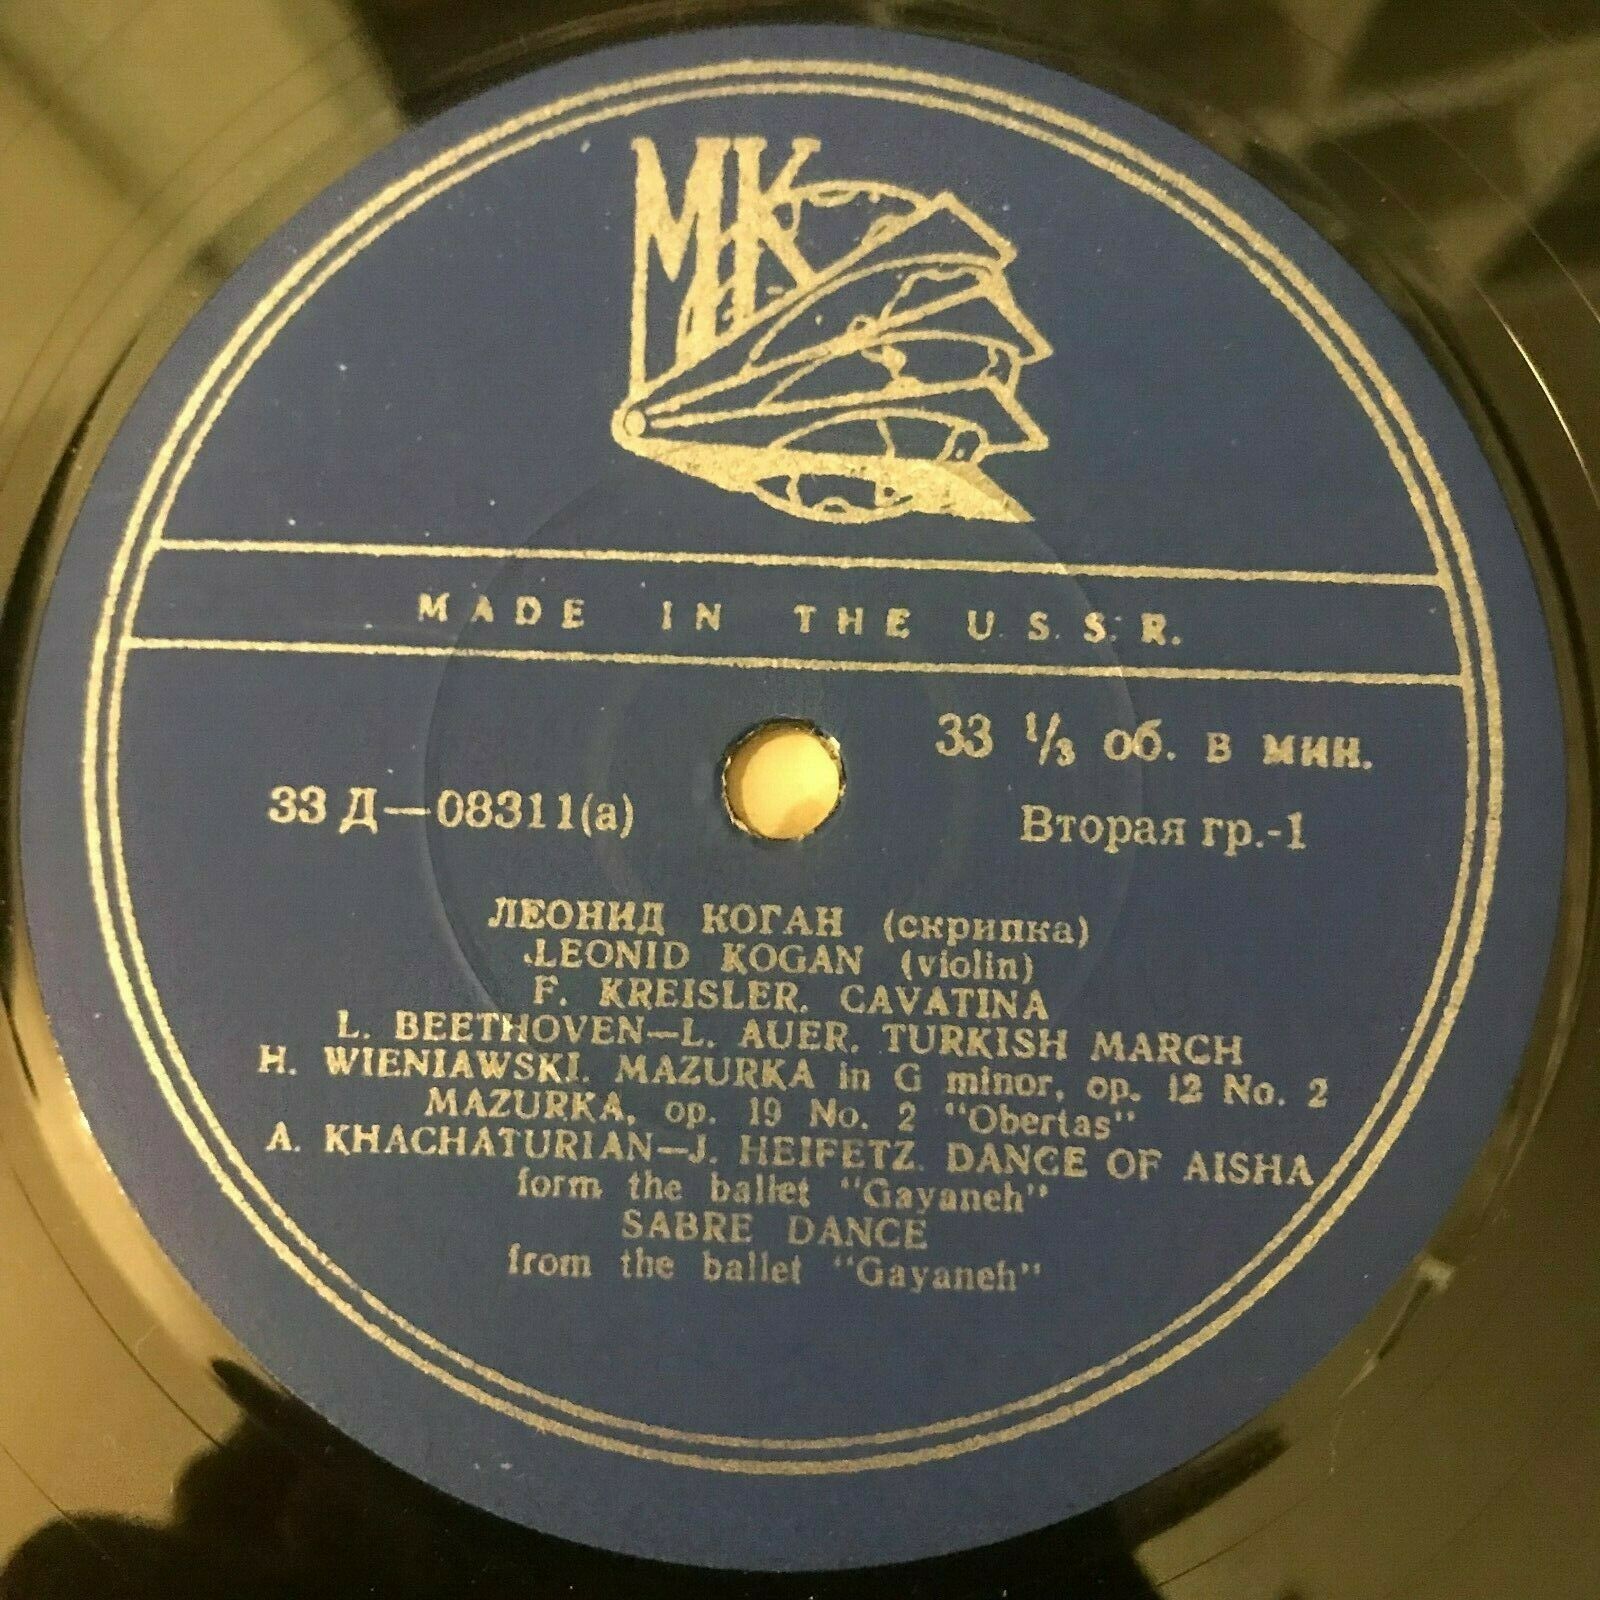 МК
MADE IN THE U.S.S.R.
33 1/3 об. в мин.
33 Д—08311(а)
Вторая гр.-1
ЛЕОНИД КОГАН (скрипка)
LEONID KOGAN (violin)
F. KREISLER. CAVATINA
L. BEETHOVEN—L. AUER. TURKISH MARCH
H. WIENIAWSKI. MAZURKA in G minor, op. 12 No. 2
MAZURKA, op. 19 No. 2 "Obertas"
A. KHACHATURIAN—J. HEIFETZ. DANCE OF AISHA
form the ballet "Gayaneh"
SABRE DANCE
from the ballet "Gayaneh"